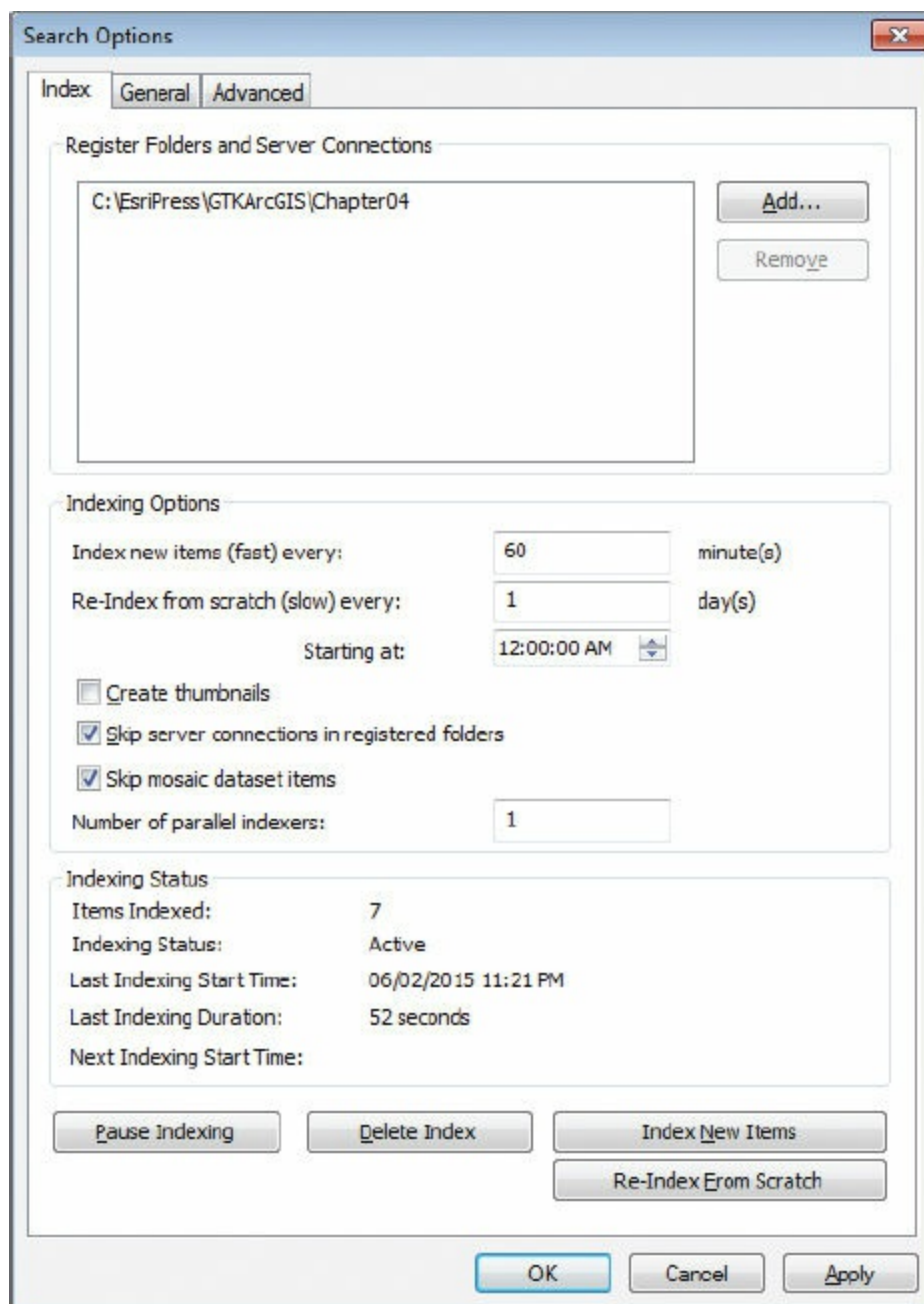 Search Options
Index General Advanced
Register Folders and Server Connections
C:\EsriPress\GTKArcGIS\Chapter04
Add...
Remove
Indexing Options
Index new items (fast) every: 60 minute(s)
Re-Index from scratch (slow) every: 1 day(s)
Starting at: 12:00:00 AM
Create thumbnails
Skip server connections in registered folders
Skip mosaic dataset items
Number of parallel indexers: 1
Indexing Status
Items Indexed: 7
Indexing Status: Active
Last Indexing Start Time: 06/02/2015 11:21 PM
Last Indexing Duration: 52 seconds
Next Indexing Start Time:
Pause Indexing Delete Index Index New Items
Re-Index From Scratch
OK Cancel Apply